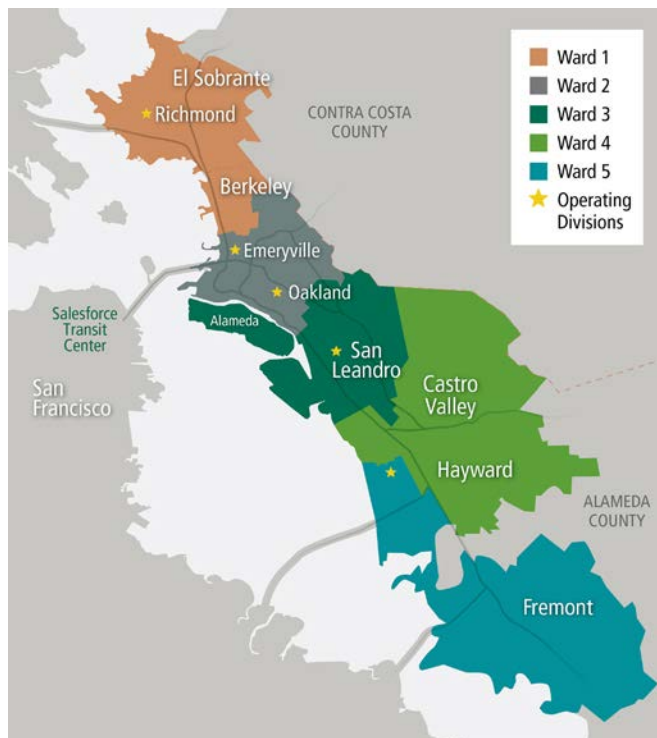 El Sobrante
Richmond
CONTRA COSTA
COUNTY
Berkeley
Emeryville
Oakland
Salesforce
Transit
Center
Alameda
San
Leandro
San
Francisco
Castro
Valley
Hayward
ALAMEDA
COUNTY
Fremont
Ward 1
Ward 2
Ward 3
Ward 4
Ward 5
Operating
Divisions